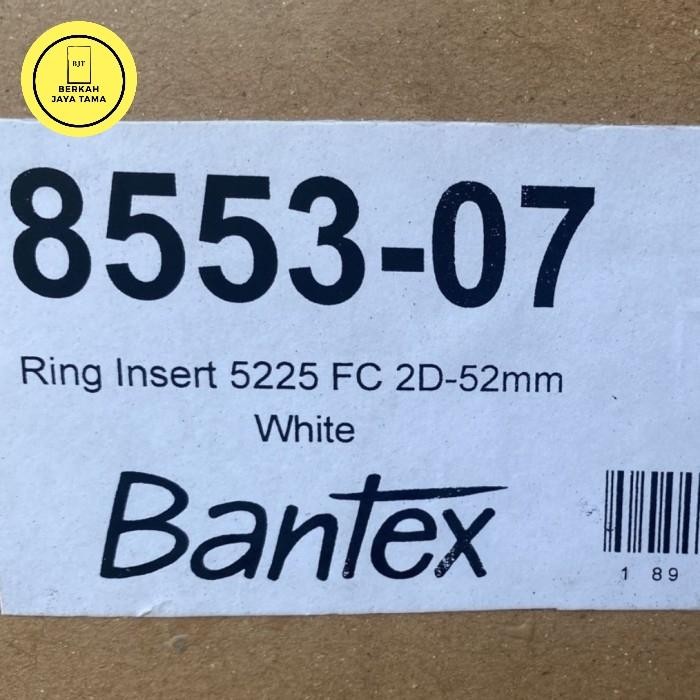 BJT
BERKAH
JAYA TAMA
8553-07
Ring Insert 5225 FC 2D-52mm
White
Bantex
1 89